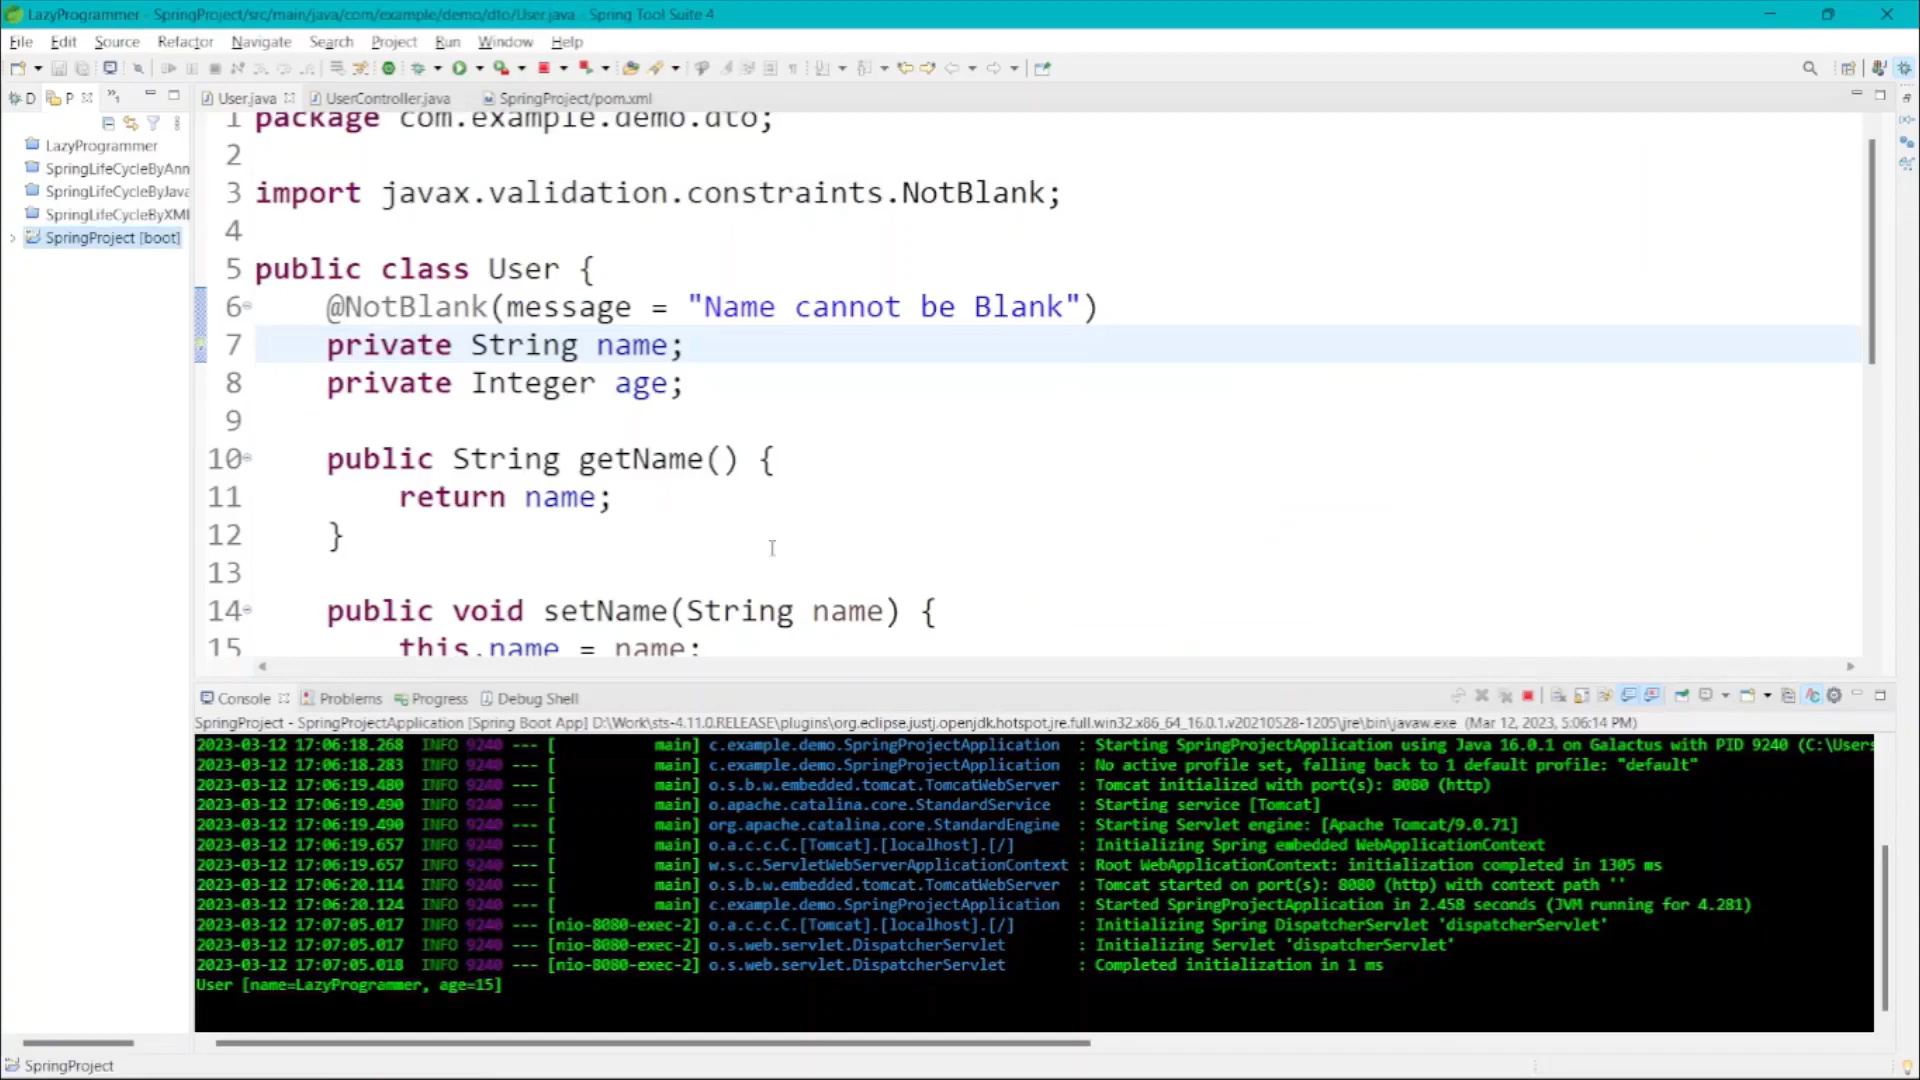 LazyProgrammer - SpringProject/src/main/java/com/example/demo/dto/User.java - Spring Tool Suite 4
File Edit Source Refactor Navigate Search Project Run Window Help
D P User.java UserController.java SpringProject/pom.xml
LazyProgrammer
SpringLifeCycleByAnn
SpringLifeCycleByJava
SpringLifeCycleByXMl
SpringProject [boot]
1 package com.example.demo.dto;
2
3 import javax.validation.constraints.NotBlank;
4
5 public class User {
6 @NotBlank(message = "Name cannot be Blank")
7 private String name;
8 private Integer age;
9
10 public String getName() {
11 return name;
12 }
13
14 public void setName(String name) {
15 this.name = name;
Console Problems Progress Debug Shell
SpringProject - SpringProjectApplication [Spring Boot App] D:\Work\sts-4.11.0.RELEASE\plugins\org.eclipse.justj.openjdk.hotspot.jre.full.win32.x86_64_16.0.1.v20210528-1205\jre\bin\javaw.exe (Mar 12, 2023, 5:06:14 PM)
2023-03-12 17:06:18.268 INFO 9240 --- [ main] c.example.demo.SpringProjectApplication : Starting SpringProjectApplication using Java 16.0.1 on Galactus with PID 9240 (C:\Users
2023-03-12 17:06:18.283 INFO 9240 --- [ main] c.example.demo.SpringProjectApplication : No active profile set, falling back to 1 default profile: "default"
2023-03-12 17:06:19.480 INFO 9240 --- [ main] o.s.b.w.embedded.tomcat.TomcatWebServer : Tomcat initialized with port(s): 8080 (http)
2023-03-12 17:06:19.490 INFO 9240 --- [ main] o.apache.catalina.core.StandardService : Starting service [Tomcat]
2023-03-12 17:06:19.490 INFO 9240 --- [ main] org.apache.catalina.core.StandardEngine : Starting Servlet engine: [Apache Tomcat/9.0.71]
2023-03-12 17:06:19.657 INFO 9240 --- [ main] o.a.c.c.C.[Tomcat].[localhost].[/] : Initializing Spring embedded WebApplicationContext
2023-03-12 17:06:19.657 INFO 9240 --- [ main] w.s.c.ServletWebServerApplicationContext : Root WebApplicationContext: initialization completed in 1305 ms
2023-03-12 17:06:20.114 INFO 9240 --- [ main] o.s.b.w.embedded.tomcat.TomcatWebServer : Tomcat started on port(s): 8080 (http) with context path ''
2023-03-12 17:06:20.124 INFO 9240 --- [ main] c.example.demo.SpringProjectApplication : Started SpringProjectApplication in 2.458 seconds (JVM running for 4.281)
2023-03-12 17:07:05.017 INFO 9240 --- [nio-8080-exec-2] o.a.c.c.C.[Tomcat].[localhost].[/] : Initializing Spring DispatcherServlet 'dispatcherServlet'
2023-03-12 17:07:05.017 INFO 9240 --- [nio-8080-exec-2] o.s.web.servlet.DispatcherServlet : Initializing Servlet 'dispatcherServlet'
2023-03-12 17:07:05.018 INFO 9240 --- [nio-8080-exec-2] o.s.web.servlet.DispatcherServlet : Completed initialization in 1 ms
User [name=LazyProgrammer, age=15]
SpringProject